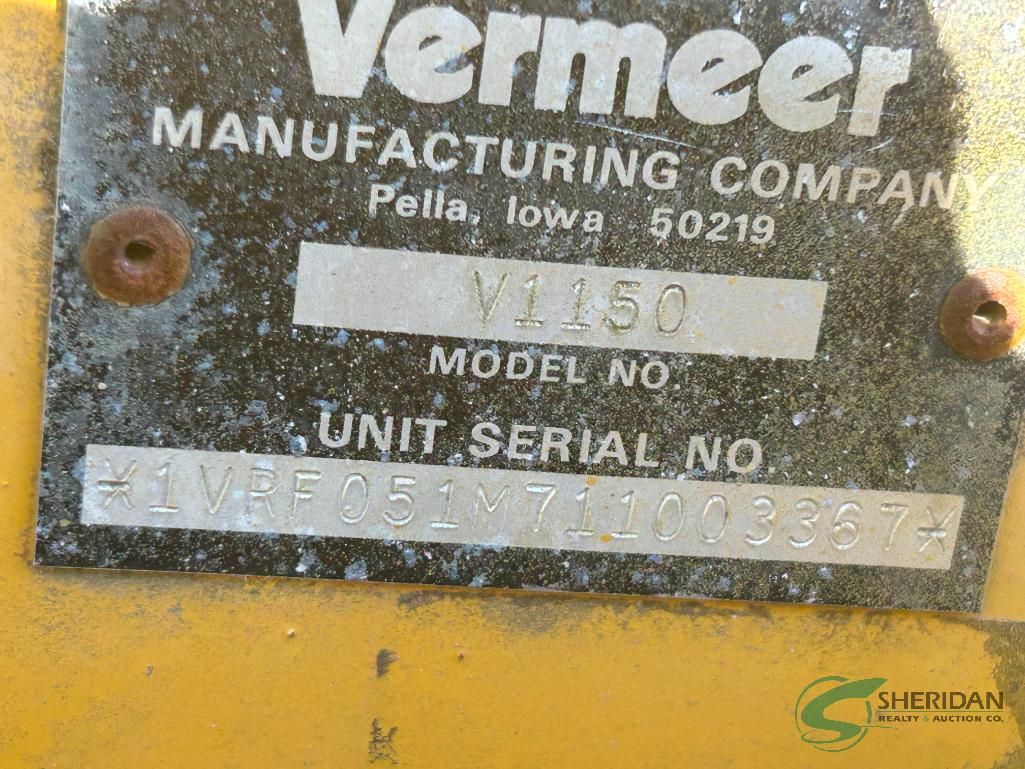 Vermeer
MANUFACTURING COMPANY
Pella, Iowa 50219
V1150
MODEL NO.
UNIT SERIAL NO.
*1VRF051M711003367*
SHERIDAN
REALTY & AUCTION CO.